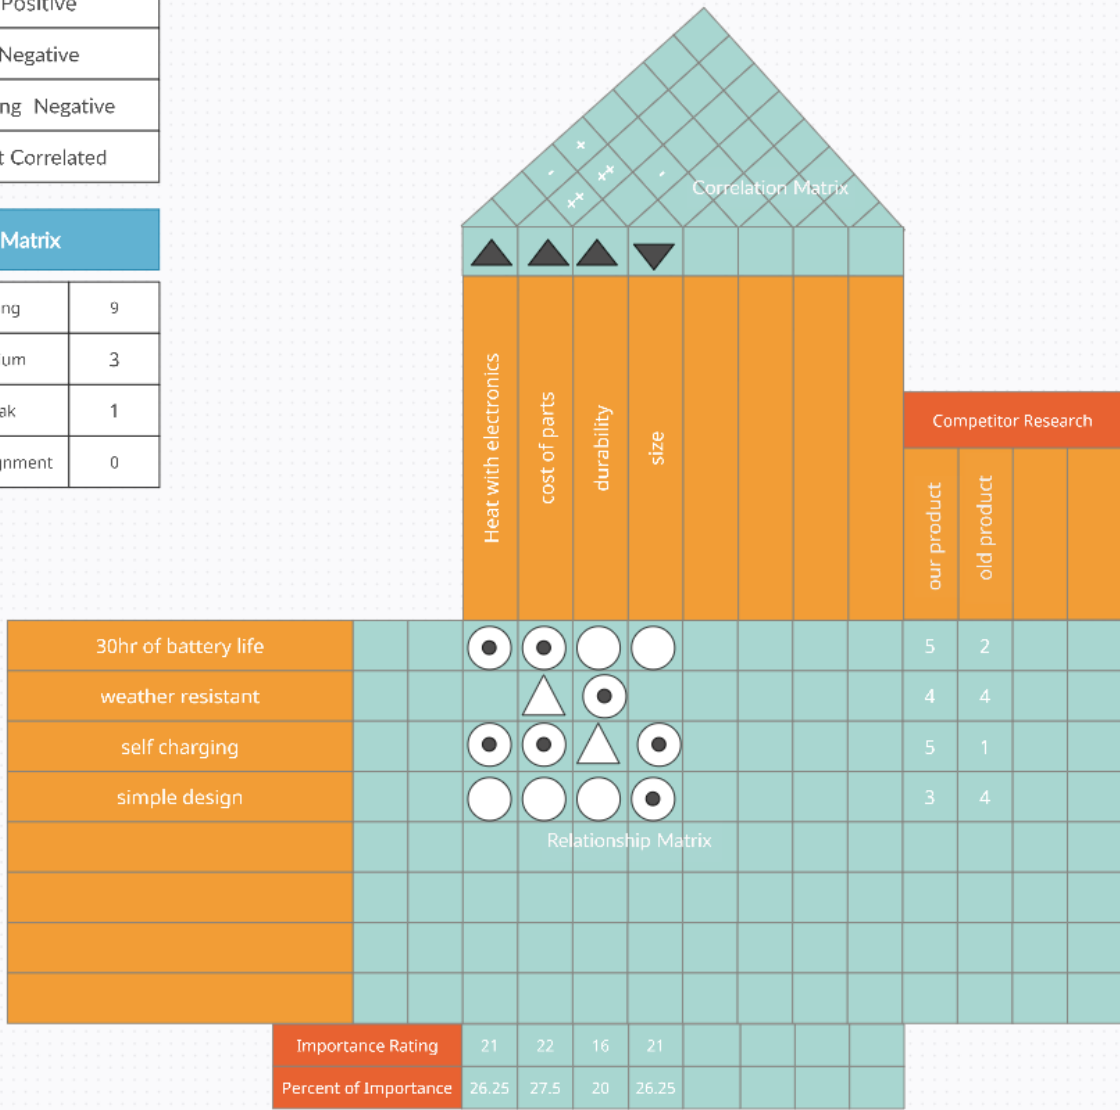 Positive
Negative
ng Negative
t Correlated
Matrix
ng 9
um 3
ak 1
gnment 0
+
- ++ -
++
Correlation Matrix
Heat with electronics
cost of parts
durability
size
Competitor Research
our product
old product
30hr of battery life 5 2
weather resistant 4 4
self charging 5 1
simple design 3 4
Relationship Matrix
Importance Rating 21 22 16 21
Percent of Importance 26.25 27.5 20 26.25